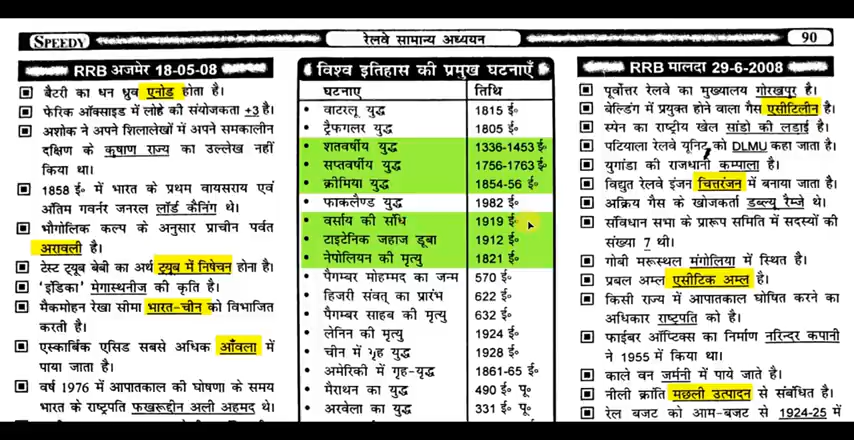 SPEEDY
रेलवे सामान्य अध्ययन
90
RRB अजमेर 18-05-08
बैटरी का धन ध्रुव एनोड होता है।
फेरिक ऑक्साइड में लोहे की संयोजकता +3 है।
अशोक ने अपने शिलालेखों में अपने समकालीन
दक्षिण के कुषाण राज्य का उल्लेख नहीं
किया था।
1858 ई॰ में भारत के प्रथम वायसराय एवं
अंतिम गवर्नर जनरल लॉर्ड कैनिंग थे।
भौगोलिक कल्प के अनुसार प्राचीन पर्वत
अरावली है।
टेस्ट ट्यूब बेबी का अर्थ ट्यूब में निषेचन होना है।
'इंडिका' मेगास्थनीज की कृति है।
मैकमोहन रेखा सीमा भारत-चीन को विभाजित
करती है।
एस्कार्बिक एसिड सबसे अधिक आँवला में
पाया जाता है।
वर्ष 1976 में आपातकाल की घोषणा के समय
भारत के राष्ट्रपति फखरूद्दीन अली अहमद थे।
विश्व इतिहास की प्रमुख घटनाएँ
घटनाए तिथि
वाटरलू युद्ध 1815 ई॰
ट्रैफगलर युद्ध 1805 ई॰
शतवर्षीय युद्ध 1336-1453 ई॰
सप्तवर्षीय युद्ध 1756-1763 ई॰
क्रीमिया युद्ध 1854-56 ई॰
फाकलैण्ड युद्ध 1982 ई॰
वर्साय की संधि 1919 ई॰
टाइटेनिक जहाज डूबा 1912 ई॰
नेपोलियन की मृत्यु 1821 ई॰
पैगम्बर मोहम्मद का जन्म 570 ई॰
हिजरी संवत् का प्रारंभ 622 ई॰
पैगम्बर साहब की मृत्यु 632 ई॰
लेनिन की मृत्यु 1924 ई॰
चीन में गृह युद्ध 1928 ई॰
अमेरिकी में गृह-यृद्ध 1861-65 ई॰
मैराथन का युद्ध 490 ई॰ पू॰
अरवेला का युद्ध 331 ई॰ पू॰
RRB मालदा 29-6-2008
पूर्वोत्तर रेलवे का मुख्यालय गोरखपुर है।
बेल्डिंग में प्रयुक्त होने वाला गैस एसीटिलीन है।
स्पेन का राष्ट्रीय खेल सांडो की लडाई है।
पटियाला रेलवे यूनिट को DLMU कहा जाता है।
युगांडा की राजधानी कम्पाला है।
विद्युत रेलवे इंजन चित्तरंजन में बनाया जाता है।
अक्रिय गैस के खोजकर्ता डब्ल्यू रैम्जे थे।
संविधान सभा के प्रारूप समिति में सदस्यों की
संख्या 7 थी।
गोबी मरूस्थल मंगोलिया में स्थित है।
प्रबल अम्ल एसीटिक अम्ल है।
किसी राज्य में आपातकाल घोषित करने का
अधिकार राष्ट्रपति को है।
फाईबर ऑप्टिक्स का निर्माण नरिन्दर कपानी
ने 1955 में किया था।
काले वन जर्मनी में पाये जाते है।
नीली क्रांति मछली उत्पादन से संबंधित है।
रेल बजट को आम-बजट से 1924-25 में